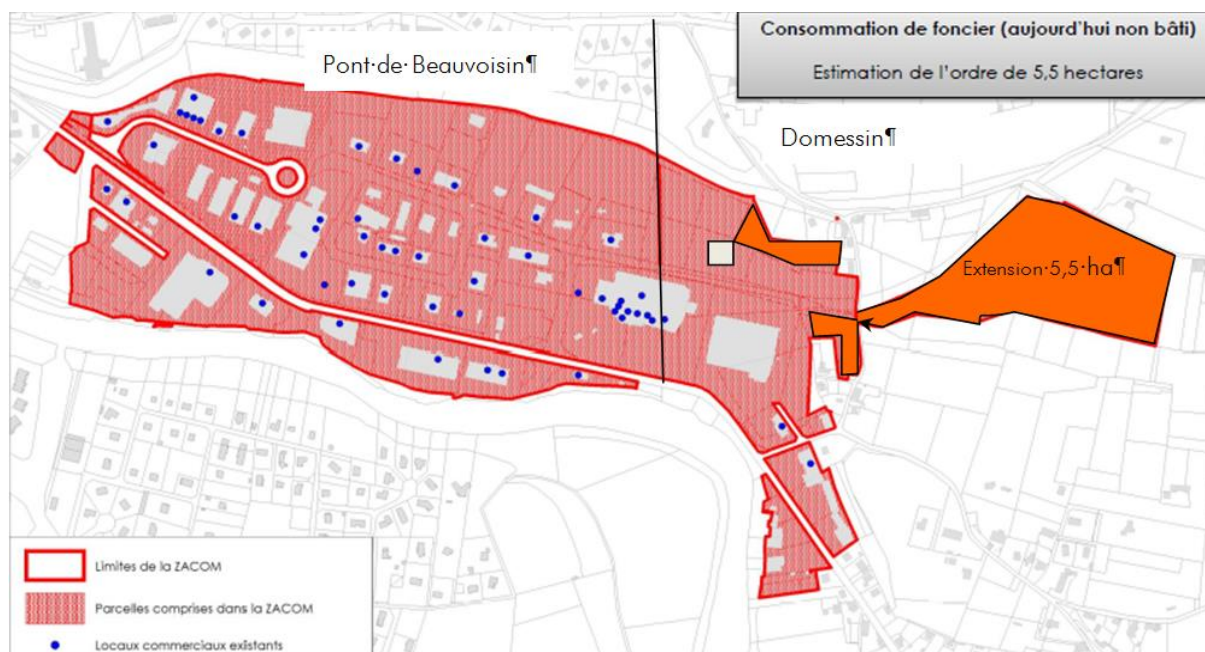 Consommation de foncier (aujourd'hui non bâti)
Estimation de l'ordre de 5,5 hectares
Pont·de·Beauvoisin¶
Domessin¶
Extension·5,5·ha¶
Limites de la ZACOM
Parcelles comprises dans la ZACOM
Locaux commerciaux existants